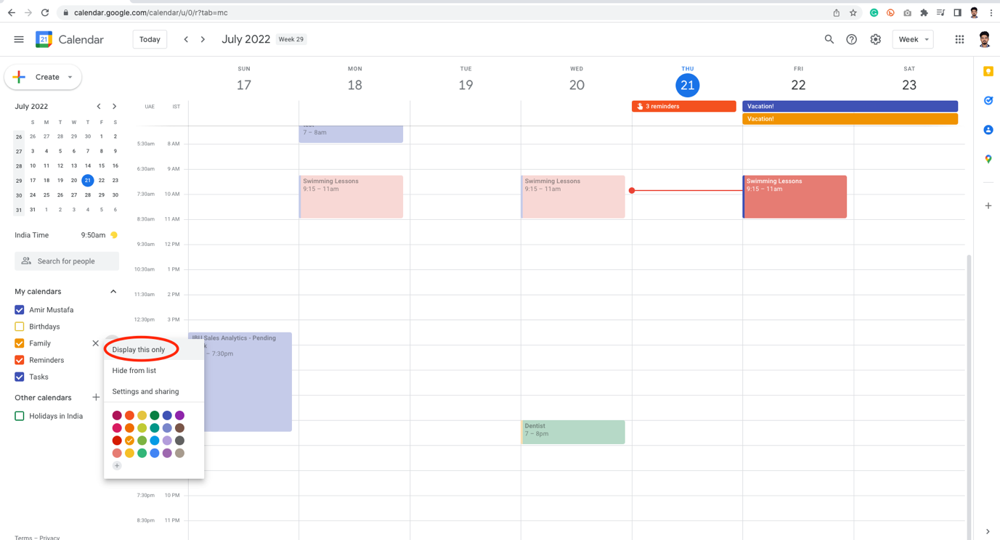 calendar.google.com/calendar/u/0/r?tab=mc
21 Calendar Today July 2022 Week 29 Week
Create
SUN MON TUE WED THU FRI SAT
17 18 19 20 21 22 23
UAE IST
3 reminders Vacation!
Vacation!
July 2022
S M T W T F S
26 26 27 28 29 30 1 2
27 3 4 5 6 7 8 9
28 10 11 12 13 14 15 16
29 17 18 19 20 21 22 23
30 24 25 26 27 28 29 30
31 31 1 2 3 4 5 6
India Time 9:50am
Search for people
My calendars
Amir Mustafa
Birthdays
Family
Reminders
Tasks
Other calendars
Holidays in India
Display this only
Hide from list
Settings and sharing
5:30am 8 AM
6:30am 9 AM
7:30am 10 AM
8:30am 11 AM
9:30am 12 PM
10:30am 1 PM
11:30am 2 PM
12:30pm 3 PM
7:30pm 10 PM
8:30pm 11 PM
7 – 8am
Swimming Lessons
9:15 – 11am
Swimming Lessons
9:15 – 11am
Swimming Lessons
9:15 – 11am
Sales Analytics - Pending
– 7:30pm
Dentist
7 – 8pm
Terms – Privacy